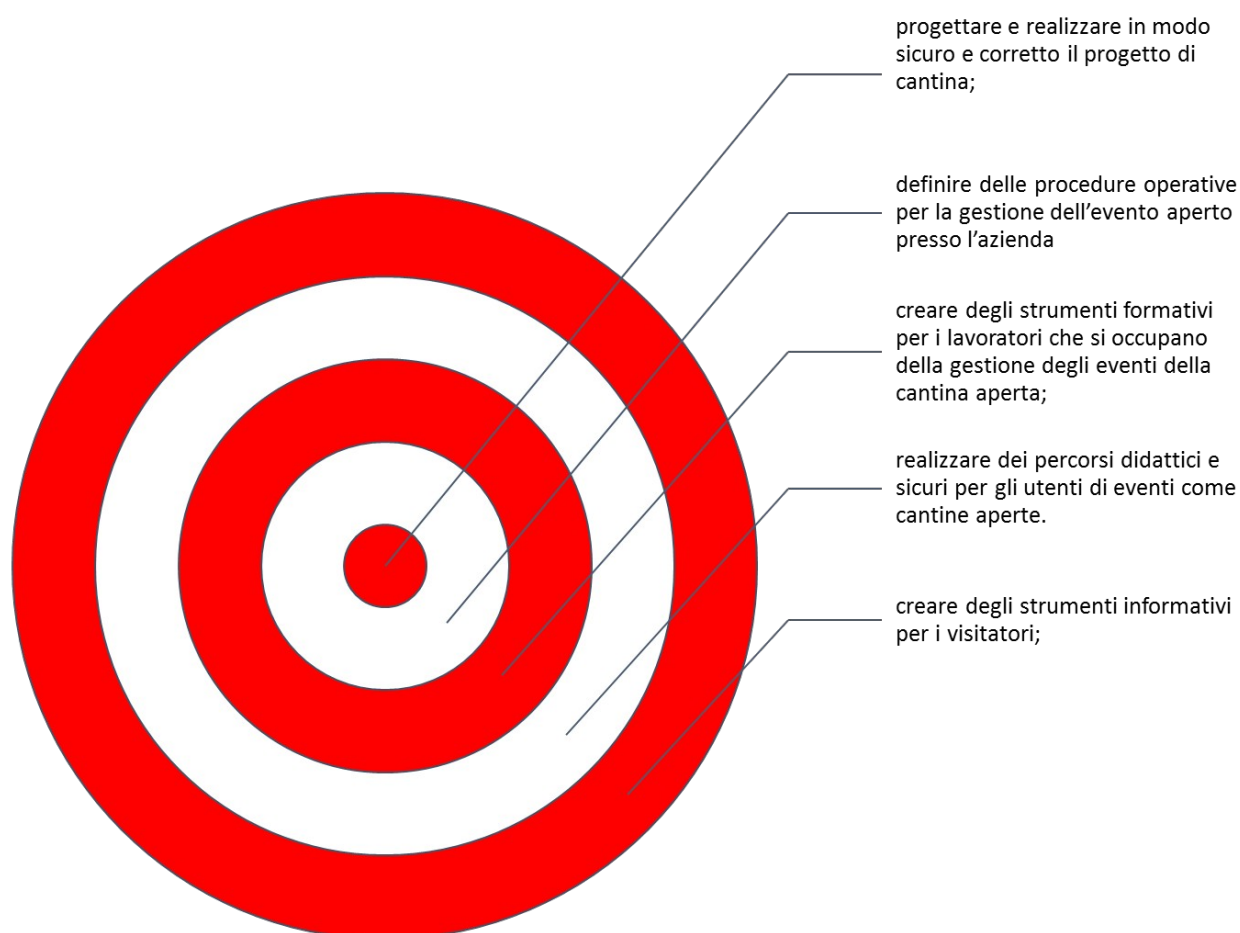 progettare e realizzare in modo
sicuro e corretto il progetto di
cantina;
definire delle procedure operative
per la gestione dell’evento aperto
presso l’azienda
creare degli strumenti formativi
per i lavoratori che si occupano
della gestione degli eventi della
cantina aperta;
realizzare dei percorsi didattici e
sicuri per gli utenti di eventi come
cantine aperte.
creare degli strumenti informativi
per i visitatori;